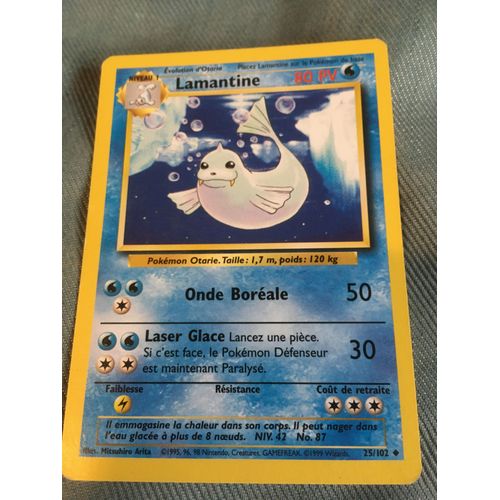 Évolution d'Otarie Placez Lamantine sur le Pokémon de base
NIVEAU 1
Lamantine 80 PV
Pokémon Otarie. Taille : 1,7 m, poids : 120 kg
Onde Boréale 50
Laser Glace Lancez une pièce.
Si c'est face, le Pokémon Défenseur 30
est maintenant Paralysé.
Faiblesse Résistance Coût de retraite
Il emmagasine la chaleur dans son corps. Il peut nager dans
l'eau glacée à plus de 8 nœuds. NIV. 42 No. 87
Illus. Mitsuhiro Arita ©1995, 96, 98 Nintendo, Creatures, GAMEFREAK. ©1999 Wizards. 25/102